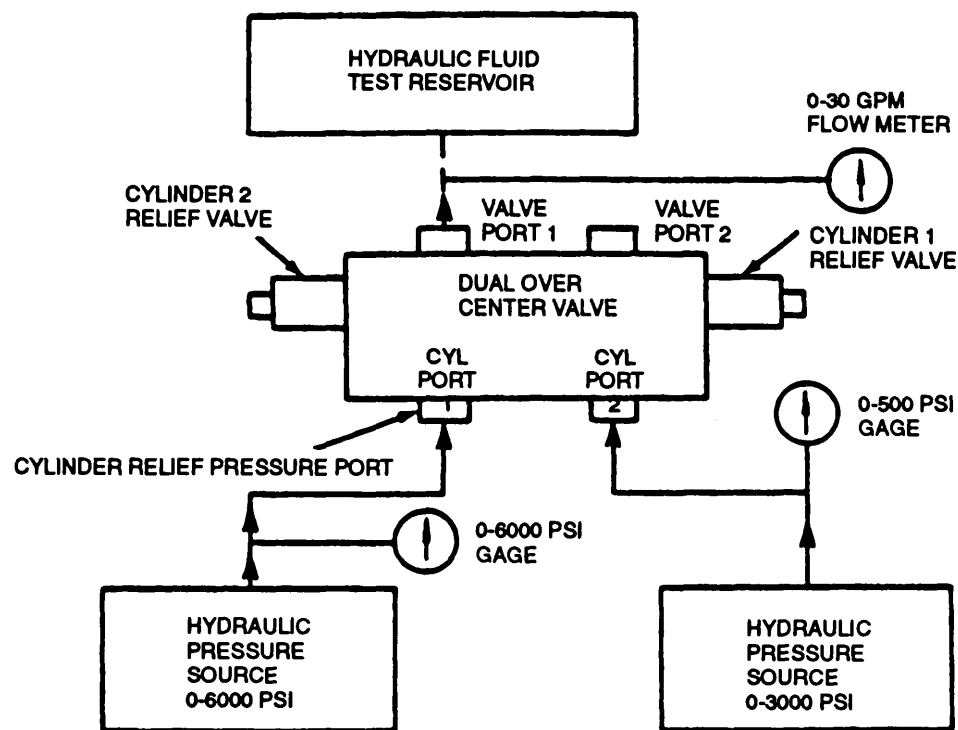 HYDRAULIC FLUID
TEST RESERVOIR
0-30 GPM
FLOW METER
CYLINDER 2
RELIEF VALVE
VALVE
PORT 1
VALVE
PORT 2
CYLINDER 1
RELIEF VALVE
DUAL OVER
CENTER VALVE
CYL
PORT
1
CYL
PORT
2
0-500 PSI
GAGE
CYLINDER RELIEF PRESSURE PORT
0-6000 PSI
GAGE
HYDRAULIC
PRESSURE
SOURCE
0-6000 PSI
HYDRAULIC
PRESSURE
SOURCE
0-3000 PSI